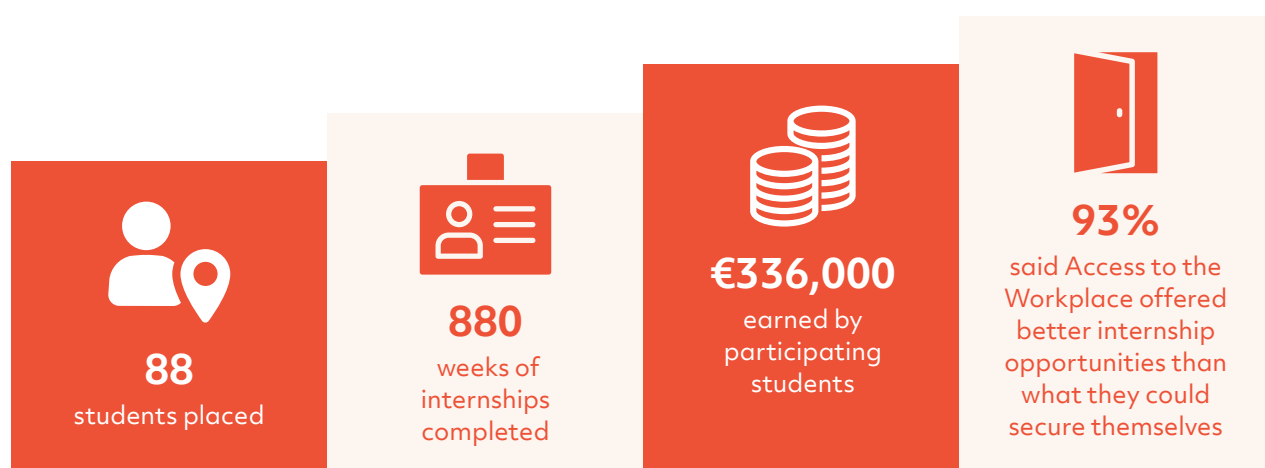 88
students placed
880
weeks of
internships
completed
€336,000
earned by
participating
students
93%
said Access to the
Workplace offered
better internship
opportunities than
what they could
secure themselves